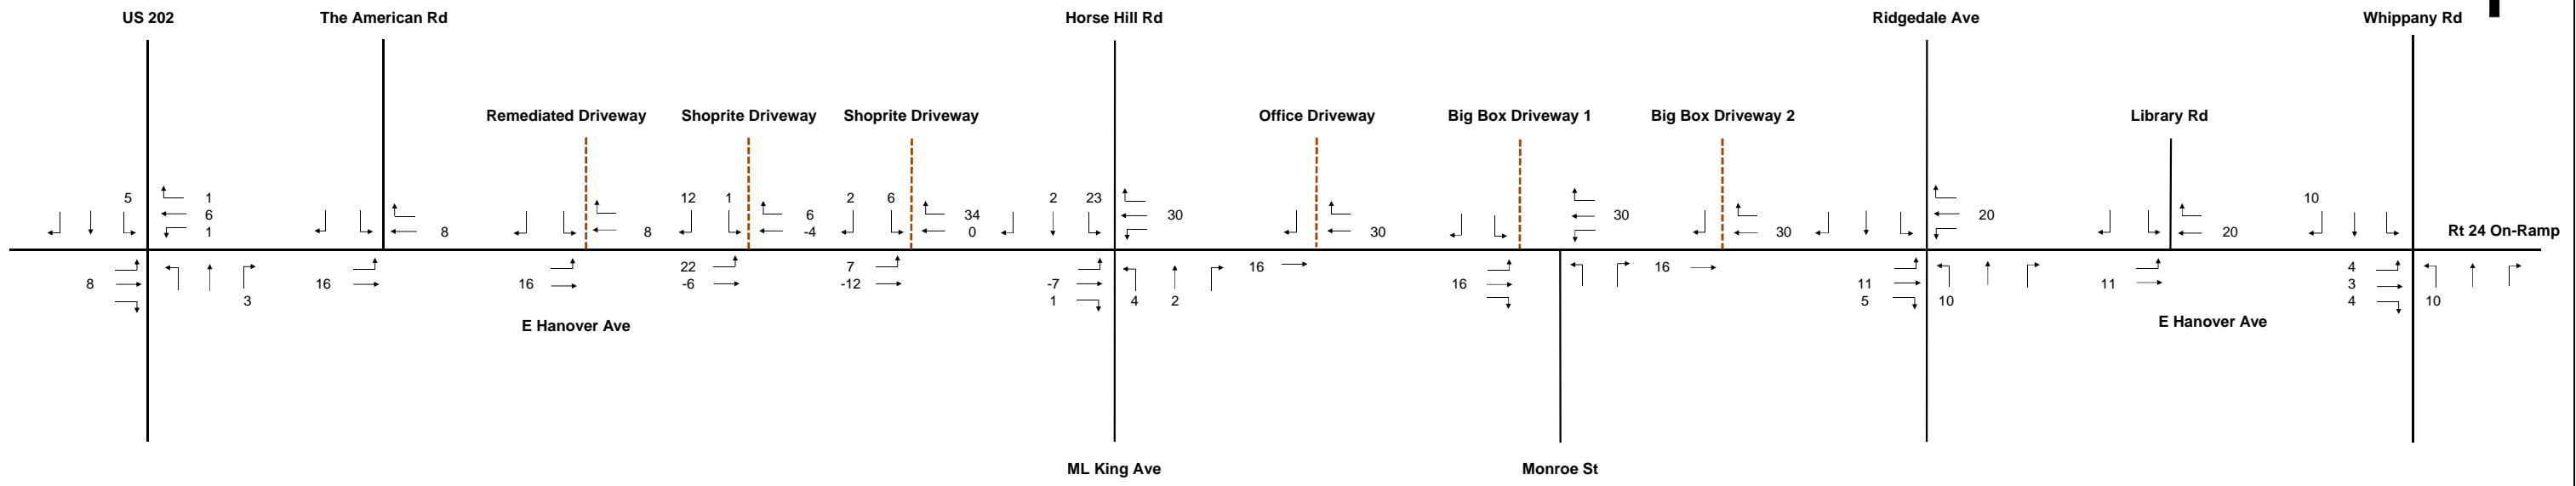 US 202 The American Rd Horse Hill Rd Ridgedale Ave Whippany Rd
Remediated Driveway Shoprite Driveway Shoprite Driveway Office Driveway Big Box Driveway 1 Big Box Driveway 2 Library Rd
5 1 12 1 2 6 2 23 10
6 6 34 30 30 20
1 8 8 -4 0 30 30 20 Rt 24 On-Ramp
22 7 16 16 4
8 16 16 -6 -12 -7 16 11 11 3
3 1 4 2 5 10 4 10
E Hanover Ave E Hanover Ave
ML King Ave Monroe St